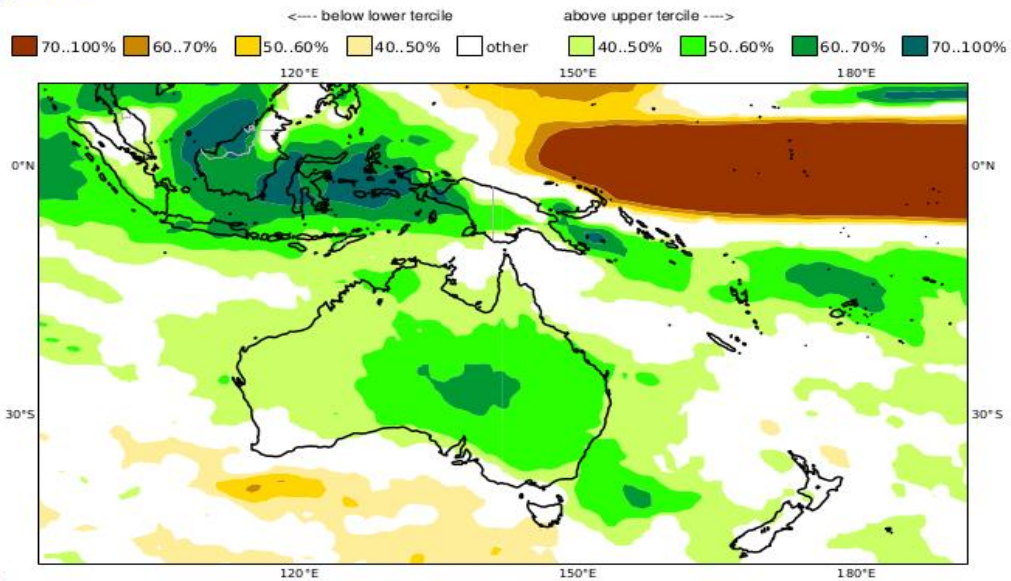 <---- below lower tercile above upper tercile ---->
70..100% 60..70% 50..60% 40..50% other 40..50% 50..60% 60..70% 70..100%
120°E 150°E 180°E
0°N 0°N
30°S 30°S
120°E 150°E 180°E